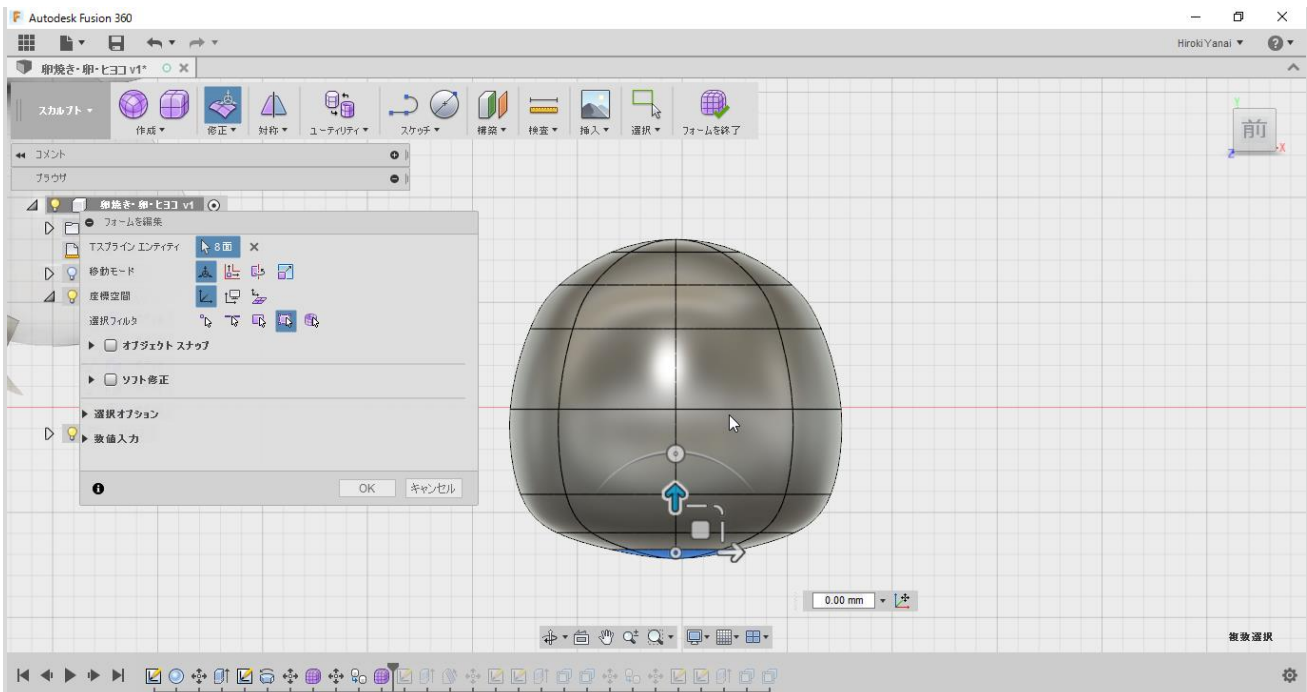 Autodesk Fusion 360
Hiroki Yanai
卵焼き・卵・ヒヨコ v1*
スカルプト
作成
修正
対称
ユーティリティ
スケッチ
構築
検査
挿入
選択
フォームを終了
前
Y
Z
-X
コメント
ブラウザ
卵焼き・卵・ヒヨコ v1
フォームを編集
Tスプライン エンティティ
8 面
移動モード
座標空間
選択フィルタ
オブジェクト スナップ
ソフト修正
選択オプション
数値入力
OK
キャンセル
0.00 mm
複数選択